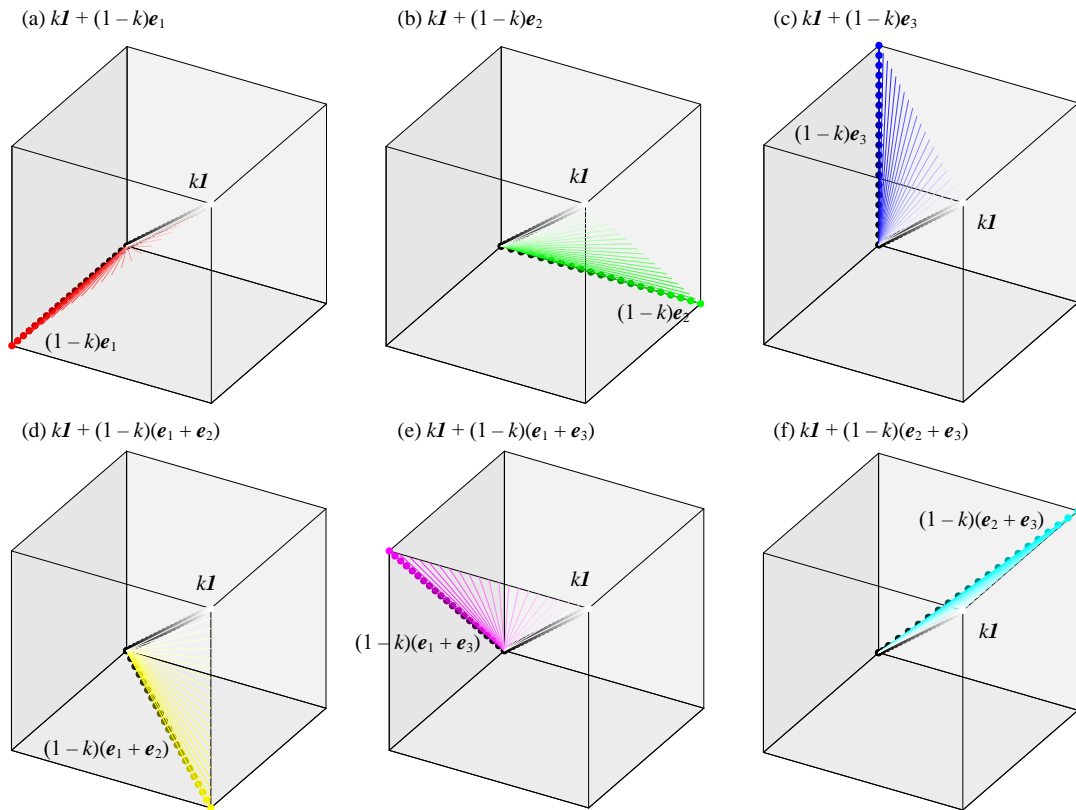 (a) k1 + (1 – k)e₁
k1
(1 – k)e₁
(b) k1 + (1 – k)e₂
k1
(1 – k)e₂
(c) k1 + (1 – k)e₃
(1 – k)e₃
k1
(d) k1 + (1 – k)(e₁ + e₂)
k1
(1 – k)(e₁ + e₂)
(e) k1 + (1 – k)(e₁ + e₃)
k1
(1 – k)(e₁ + e₃)
(f) k1 + (1 – k)(e₂ + e₃)
(1 – k)(e₂ + e₃)
k1